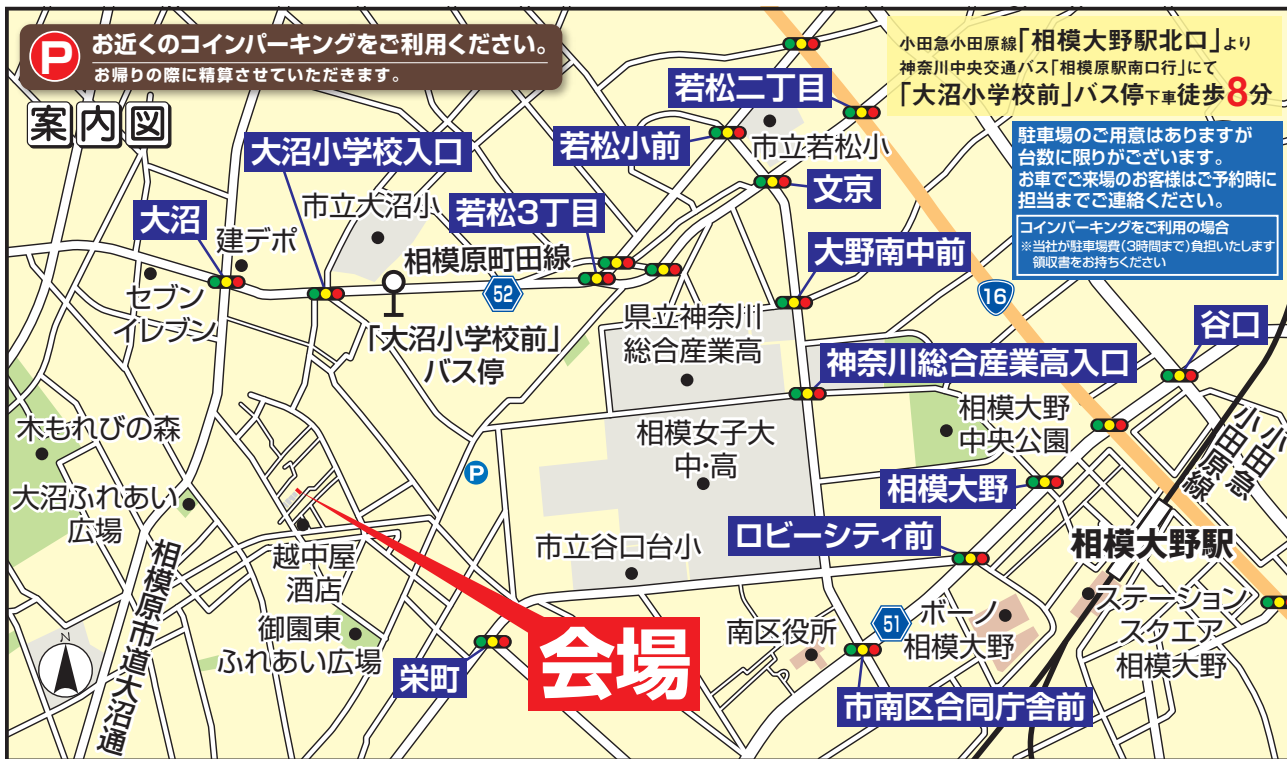 P
お近くのコインパーキングをご利用ください。
お帰りの際に精算させていただきます。
案内図
小田急小田原線「相模大野駅北口」より
神奈川中央交通バス「相模原駅南口行」にて
「大沼小学校前」バス停下車徒歩8分
駐車場のご用意はありますが
台数に限りがございます。
お車でご来場のお客様はご予約時に
担当までご連絡ください。
コインパーキングをご利用の場合
※当社が駐車場費(3時間まで)負担いたします
領収書をお持ちください
若松二丁目
市立若松小
若松小前
大沼小学校入口
文京
市立大沼小
若松3丁目
大沼
建デポ
相模原町田線
大野南中前
52
16
セブン
イレブン
「大沼小学校前」
バス停
県立神奈川
総合産業高
谷口
神奈川総合産業高入口
木もれびの森
相模大野
中央公園
相模女子大
中・高
小田急
小田原線
P
相模大野
大沼ふれあい
広場
ロビーシティ前
相模大野駅
市立谷口台小
越中屋
酒店
相模原市道大沼通
ステーション
スクエア
相模大野
51
ボーノ
相模大野
南区役所
御園東
ふれあい広場
会場
栄町
N
市南区合同庁舎前